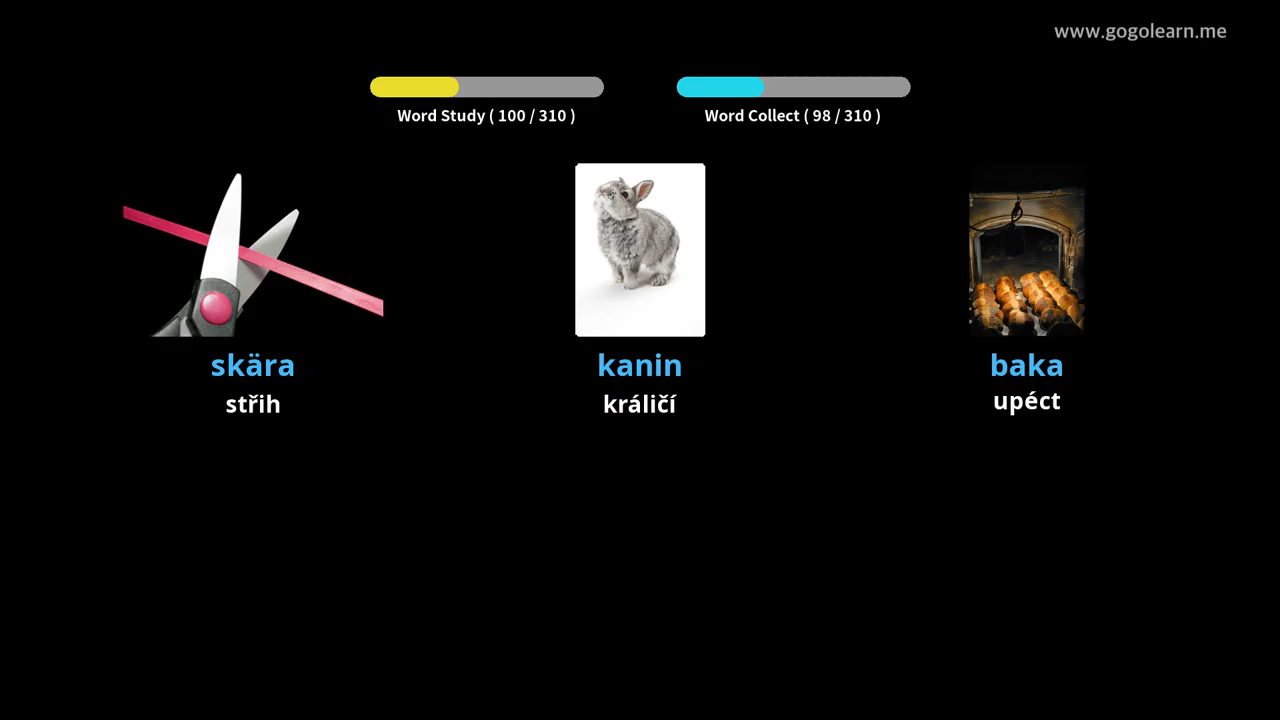 www.gogolearn.me
Word Study ( 100 / 310 )
Word Collect ( 98 / 310 )
skära
střih
kanin
králičí
baka
upéct